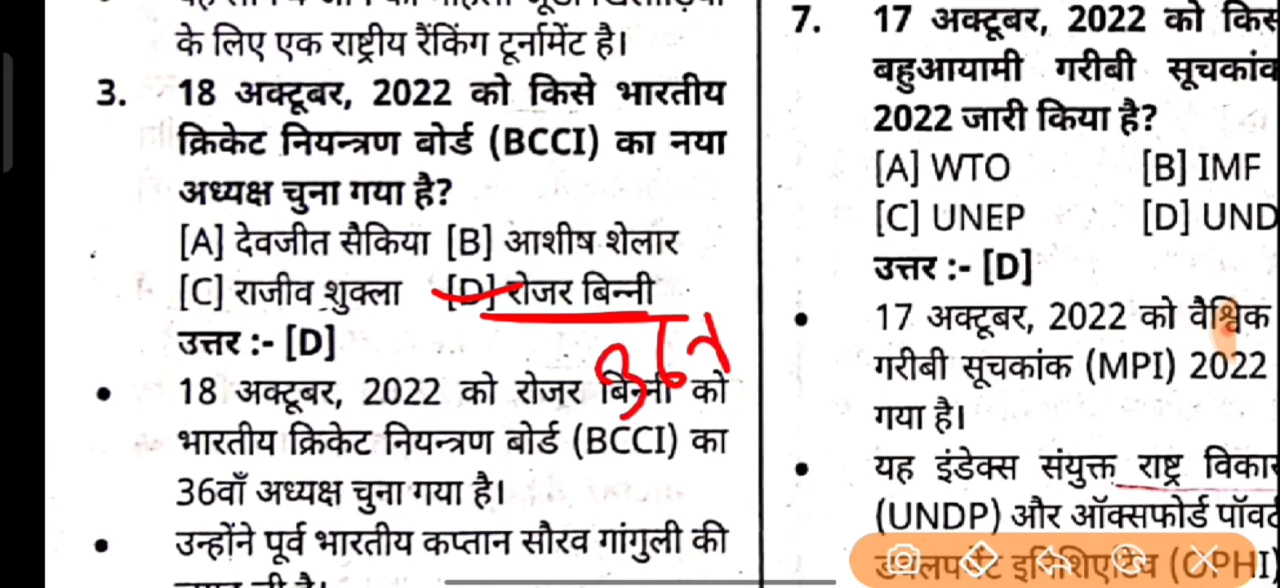 के लिए एक राष्ट्रीय रैंकिंग टूर्नामेंट है।
3. 18 अक्टूबर, 2022 को किसे भारतीय
क्रिकेट नियन्त्रण बोर्ड (BCCI) का नया
अध्यक्ष चुना गया है?
[A] देवजीत सैकिया [B] आशीष शेलार
[C] राजीव शुक्ला [D] रोजर बिन्नी
उत्तर :- [D]
• 18 अक्टूबर, 2022 को रोजर बिन्नी को
भारतीय क्रिकेट नियन्त्रण बोर्ड (BCCI) का
36वाँ अध्यक्ष चुना गया है।
• उन्होंने पूर्व भारतीय कप्तान सौरव गांगुली की
7. 17 अक्टूबर, 2022 को किस
बहुआयामी गरीबी सूचकांक
2022 जारी किया है?
[A] WTO [B] IMF
[C] UNEP [D] UND
उत्तर :- [D]
• 17 अक्टूबर, 2022 को वैश्विक
गरीबी सूचकांक (MPI) 2022
गया है।
• यह इंडेक्स संयुक्त राष्ट्र विकास
(UNDP) और ऑक्सफोर्ड पॉवर्टी
(OPHI)